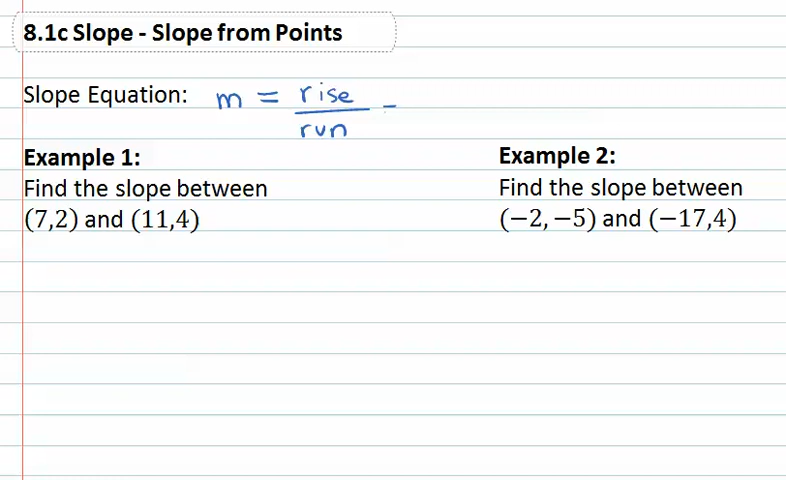 8.1c Slope - Slope from Points
Slope Equation: m = rise/run =
Example 1:
Find the slope between
(7,2) and (11,4)
Example 2:
Find the slope between
(−2, −5) and (−17,4)